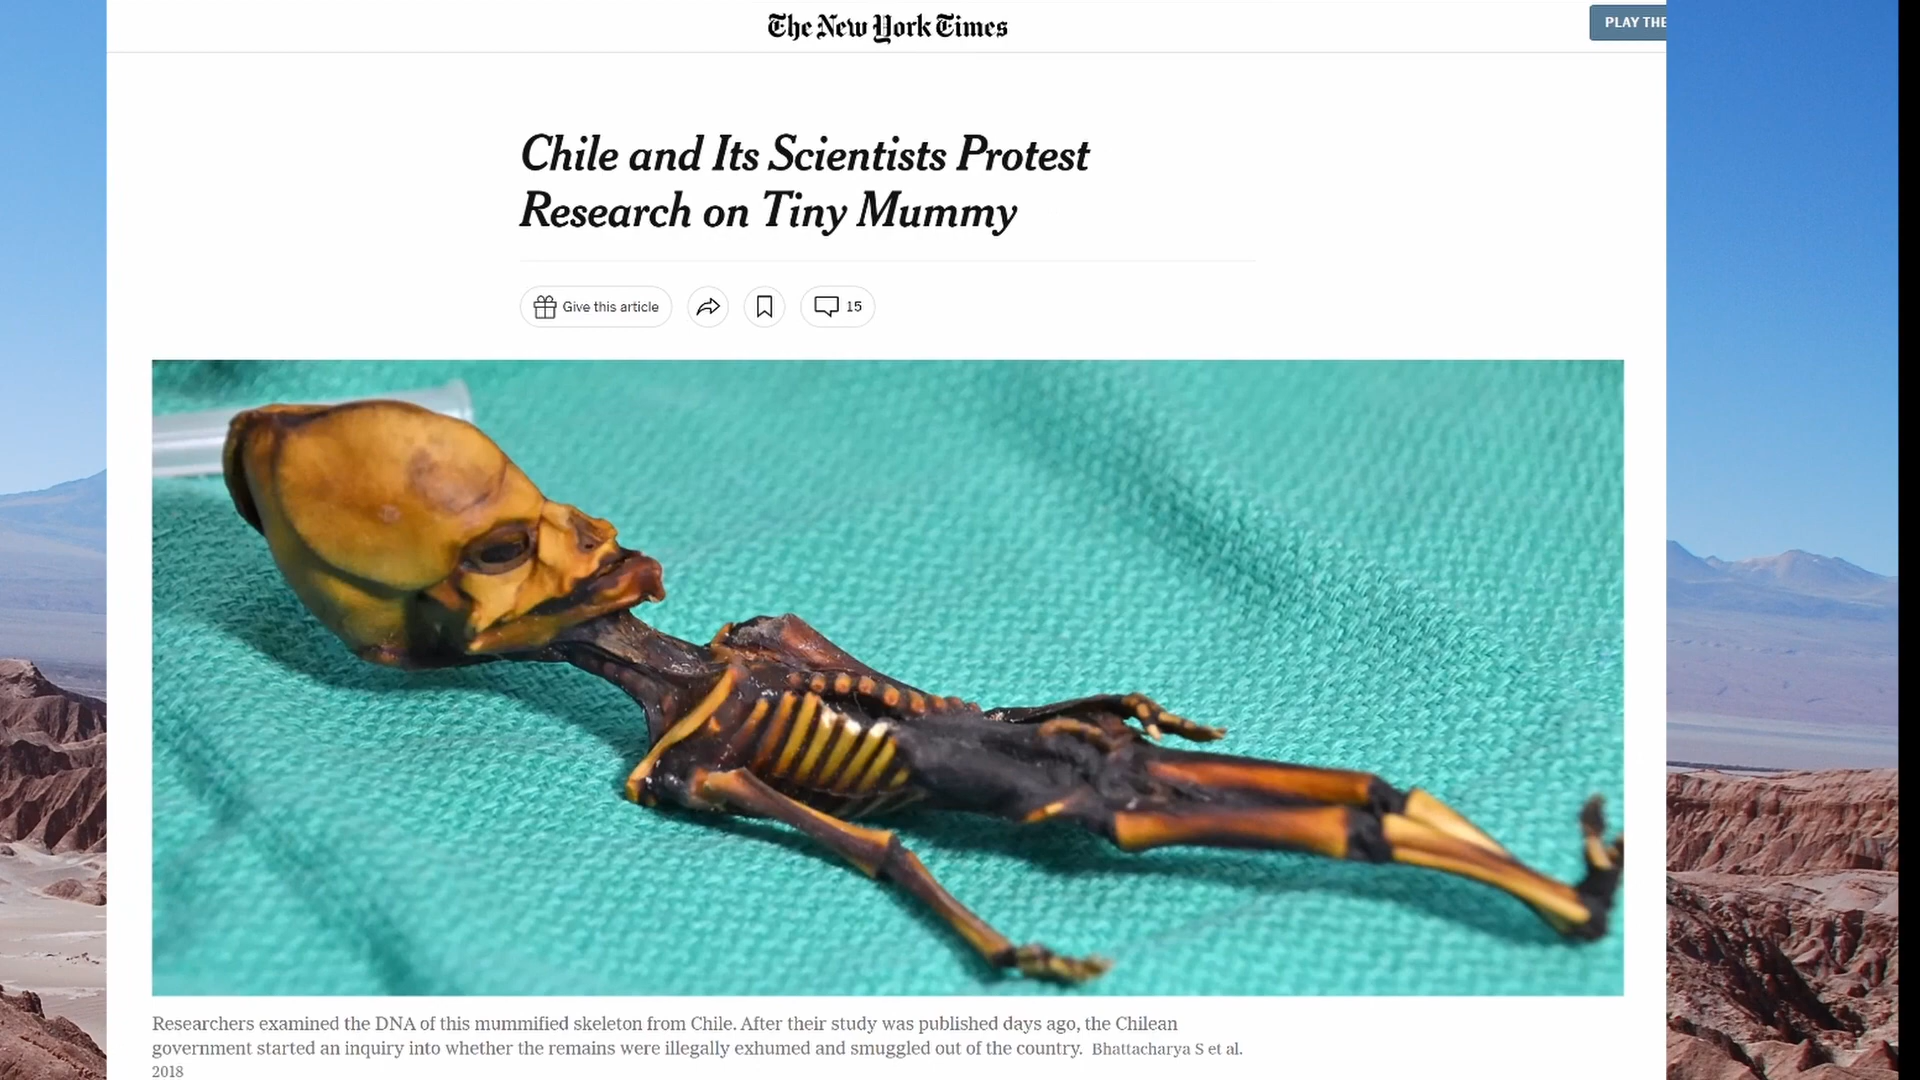 The New York Times
PLAY THE
Chile and Its Scientists Protest
Research on Tiny Mummy
Give this article
15
Researchers examined the DNA of this mummified skeleton from Chile. After their study was published days ago, the Chilean
government started an inquiry into whether the remains were illegally exhumed and smuggled out of the country. Bhattacharya S et al.
2018